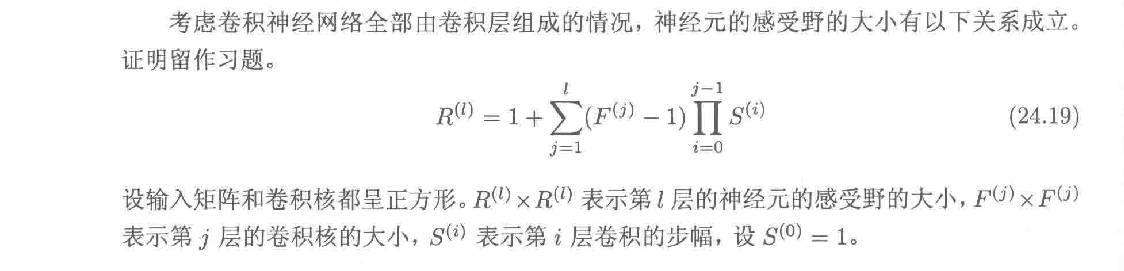 考虑卷积神经网络全部由卷积层组成的情况，神经元的感受野的大小有以下关系成立。
证明留作习题。
R^{(l)} = 1 + \sum_{j=1}^{l} (F^{(j)} - 1) \prod_{i=0}^{j-1} S^{(i)} (24.19)
设输入矩阵和卷积核都呈正方形。R^{(l)} × R^{(l)} 表示第 l 层的神经元的感受野的大小，F^{(j)} × F^{(j)}
表示第 j 层的卷积核的大小，S^{(i)} 表示第 i 层卷积的步幅，设 S^{(0)} = 1。